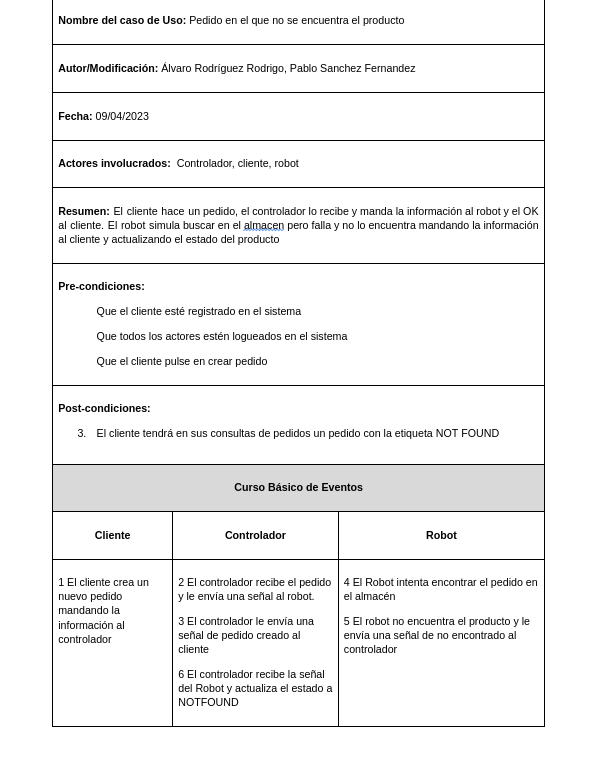 Nombre del caso de Uso: Pedido en el que no se encuentra el producto
Autor/Modificación: Álvaro Rodríguez Rodrigo, Pablo Sanchez Fernandez
Fecha: 09/04/2023
Actores involucrados: Controlador, cliente, robot
Resumen: El cliente hace un pedido, el controlador lo recibe y manda la información al robot y el OK
al cliente. El robot simula buscar en el almacen pero falla y no lo encuentra mandando la información
al cliente y actualizando el estado del producto
Pre-condiciones:
Que el cliente esté registrado en el sistema
Que todos los actores estén logueados en el sistema
Que el cliente pulse en crear pedido
Post-condiciones:
3. El cliente tendrá en sus consultas de pedidos un pedido con la etiqueta NOT FOUND
Curso Básico de Eventos
Cliente
Controlador
Robot
1 El cliente crea un
nuevo pedido
mandando la
información al
controlador
2 El controlador recibe el pedido
y le envía una señal al robot.
3 El controlador le envía una
señal de pedido creado al
cliente
6 El controlador recibe la señal
del Robot y actualiza el estado a
NOTFOUND
4 El Robot intenta encontrar el pedido en
el almacén
5 El robot no encuentra el producto y le
envía una señal de no encontrado al
controlador